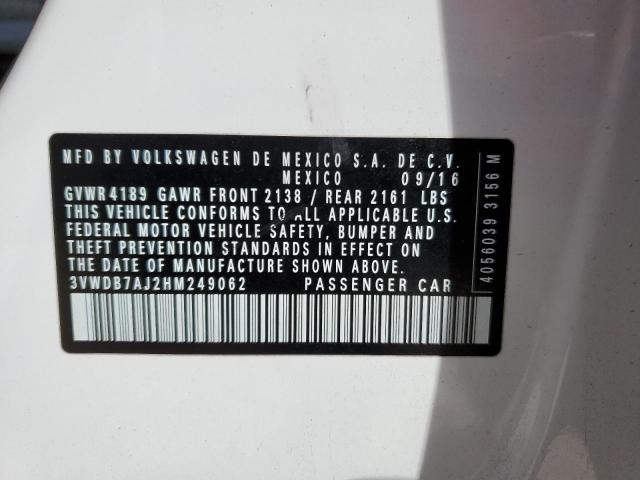 MFD BY VOLKSWAGEN DE MEXICO S.A. DE C.V.
MEXICO 09/16
GVWR4189 GAWR FRONT 2138 / REAR 2161 LBS
THIS VEHICLE CONFORMS TO ALL APPLICABLE U.S.
FEDERAL MOTOR VEHICLE SAFETY, BUMPER AND
THEFT PREVENTION STANDARDS IN EFFECT ON
THE DATE OF MANUFACTURE SHOWN ABOVE.
3VWDB7AJ2HM249062 PASSENGER CAR
4056039 3156 M